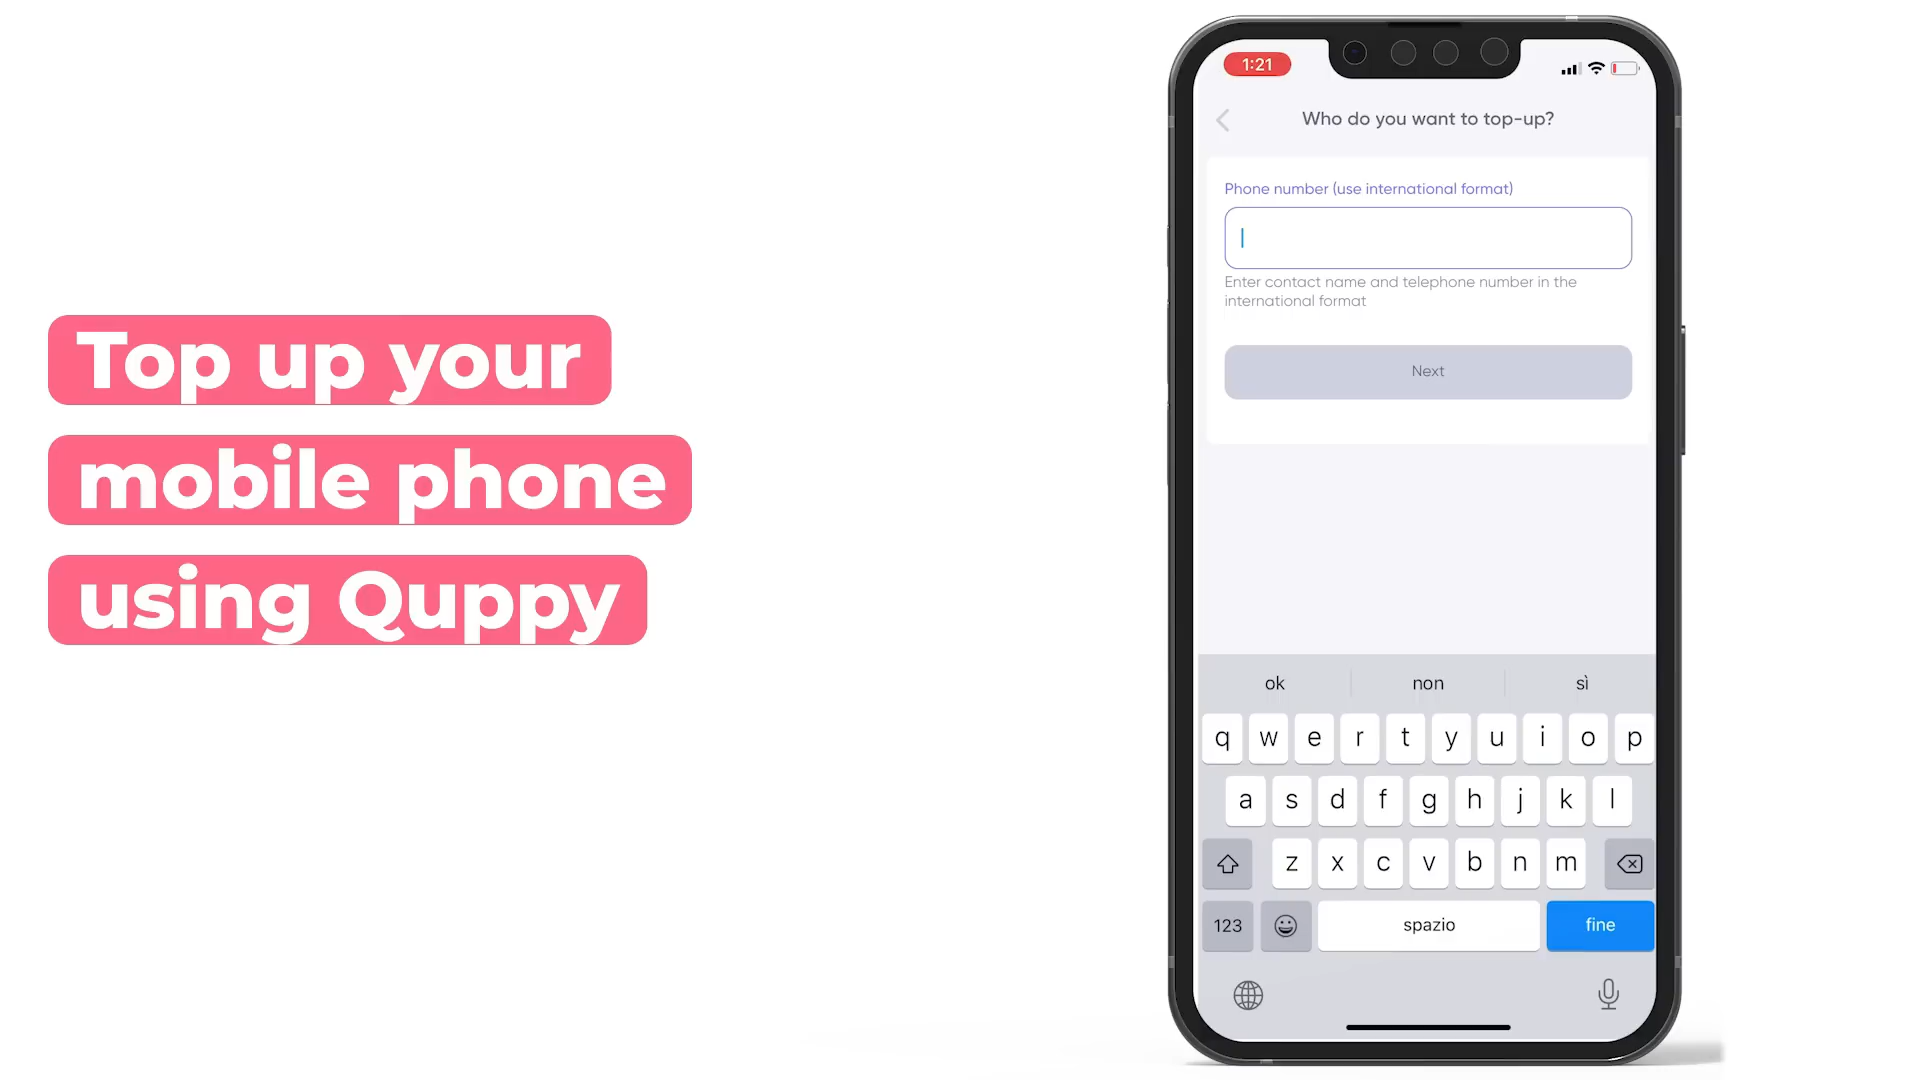 Top up your
mobile phone
using Quppy
1:21
Who do you want to top-up?
Phone number (use international format)
Enter contact name and telephone number in the
international format
Next
ok non sì
q w e r t y u i o p
a s d f g h j k l
z x c v b n m
123 spazio fine